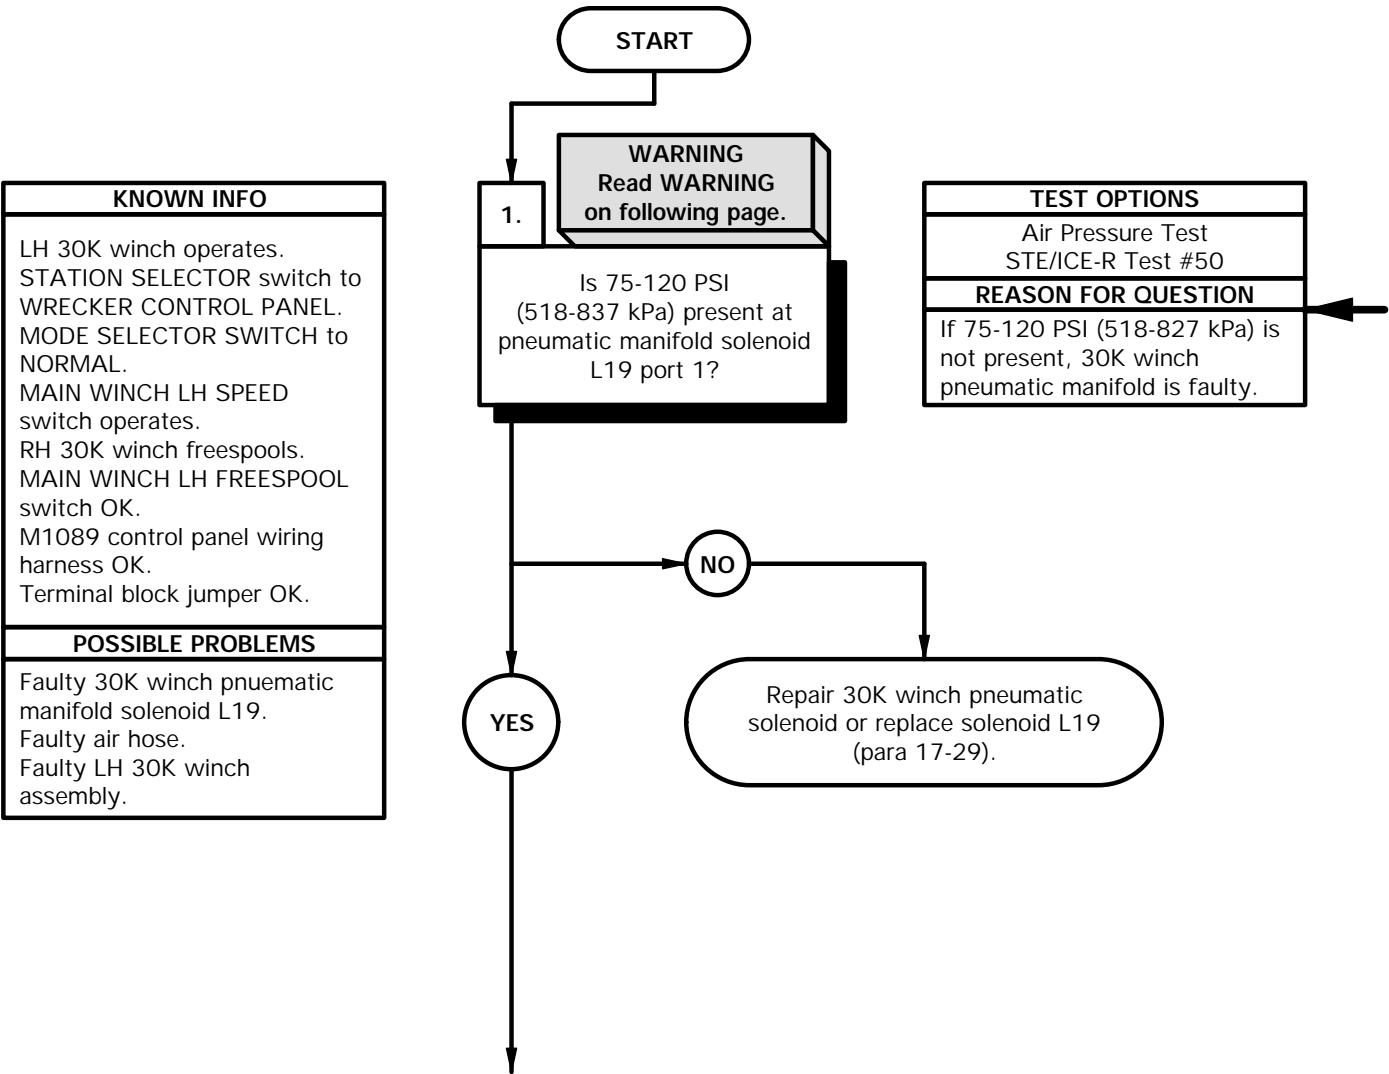 START
WARNING
Read WARNING
on following page.
1.
Is 75-120 PSI
(518-837 kPa) present at
pneumatic manifold solenoid
L19 port 1?
KNOWN INFO
LH 30K winch operates.
STATION SELECTOR switch to
WRECKER CONTROL PANEL.
MODE SELECTOR SWITCH to
NORMAL.
MAIN WINCH LH SPEED
switch operates.
RH 30K winch freespools.
MAIN WINCH LH FREESPOOL
switch OK.
M1089 control panel wiring
harness OK.
Terminal block jumper OK.
POSSIBLE PROBLEMS
Faulty 30K winch pnuematic
manifold solenoid L19.
Faulty air hose.
Faulty LH 30K winch
assembly.
TEST OPTIONS
Air Pressure Test
STE/ICE-R Test #50
REASON FOR QUESTION
If 75-120 PSI (518-827 kPa) is
not present, 30K winch
pneumatic manifold is faulty.
NO
YES
Repair 30K winch pneumatic
solenoid or replace solenoid L19
(para 17-29).